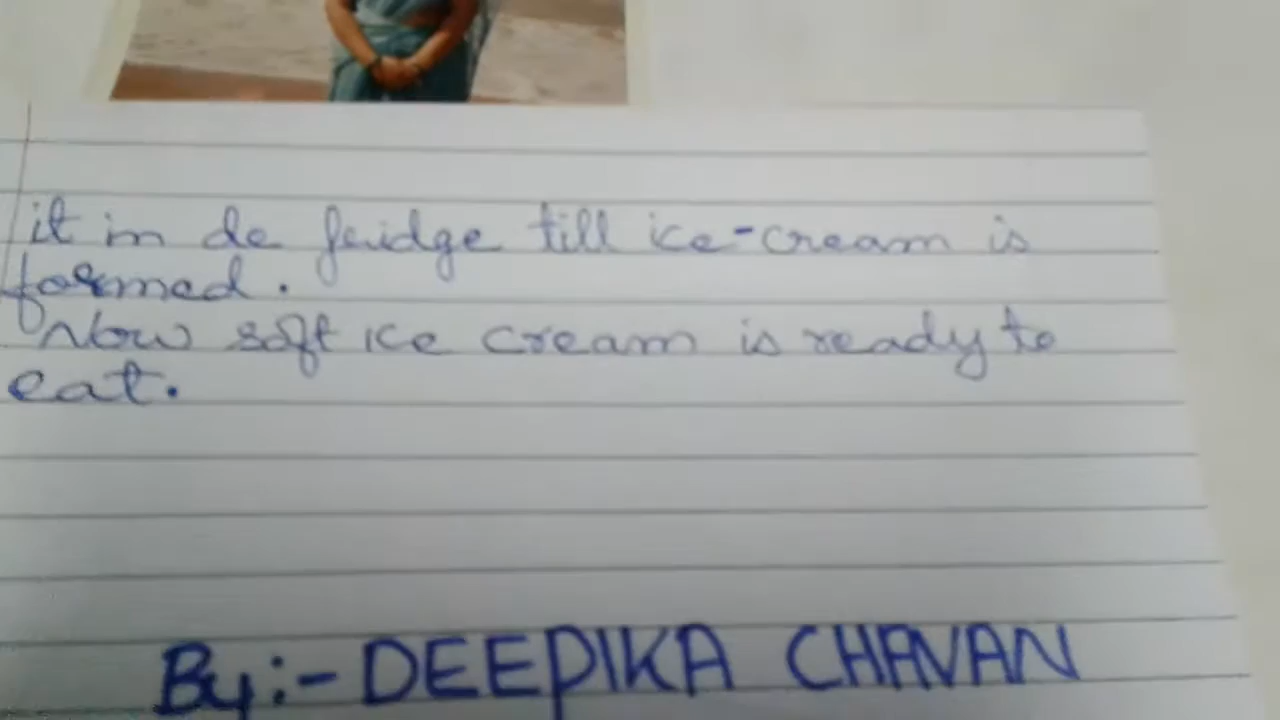 it in de fridge till ice-cream is
formed.
Now soft ice cream is ready to
eat.
By:- DEEPIKA CHAVAN